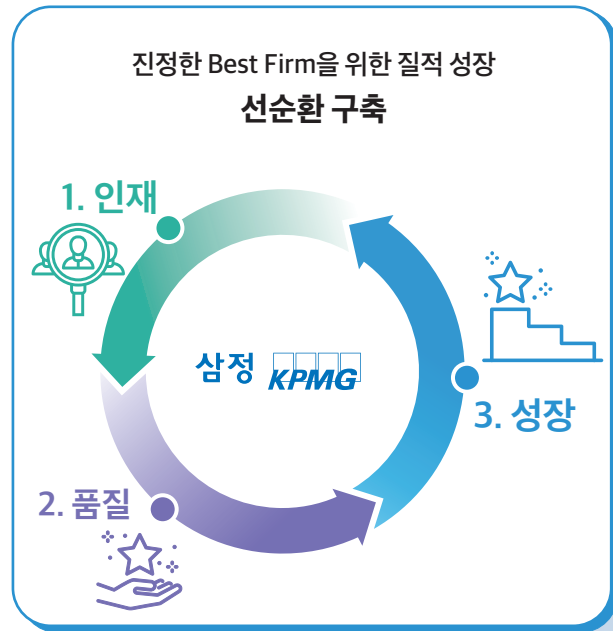 진정한 Best Firm을 위한 질적 성장
선순환 구축
1. 인재
삼정 KPMG
3. 성장
2. 품질